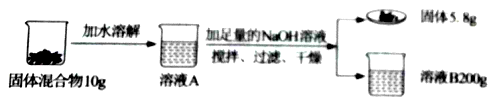 加水溶解
加足量的NaOH溶液
搅拌、过滤、干燥
固体混合物10g
溶液A
固体5.8g
溶液B200g